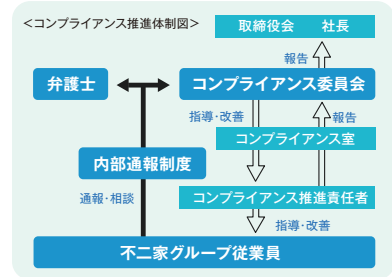 <コンプライアンス推進体制図>
取締役会 社長
報告
弁護士
コンプライアンス委員会
指導・改善
報告
コンプライアンス室
内部通報制度
通報・相談
コンプライアンス推進責任者
指導・改善
不二家グループ従業員